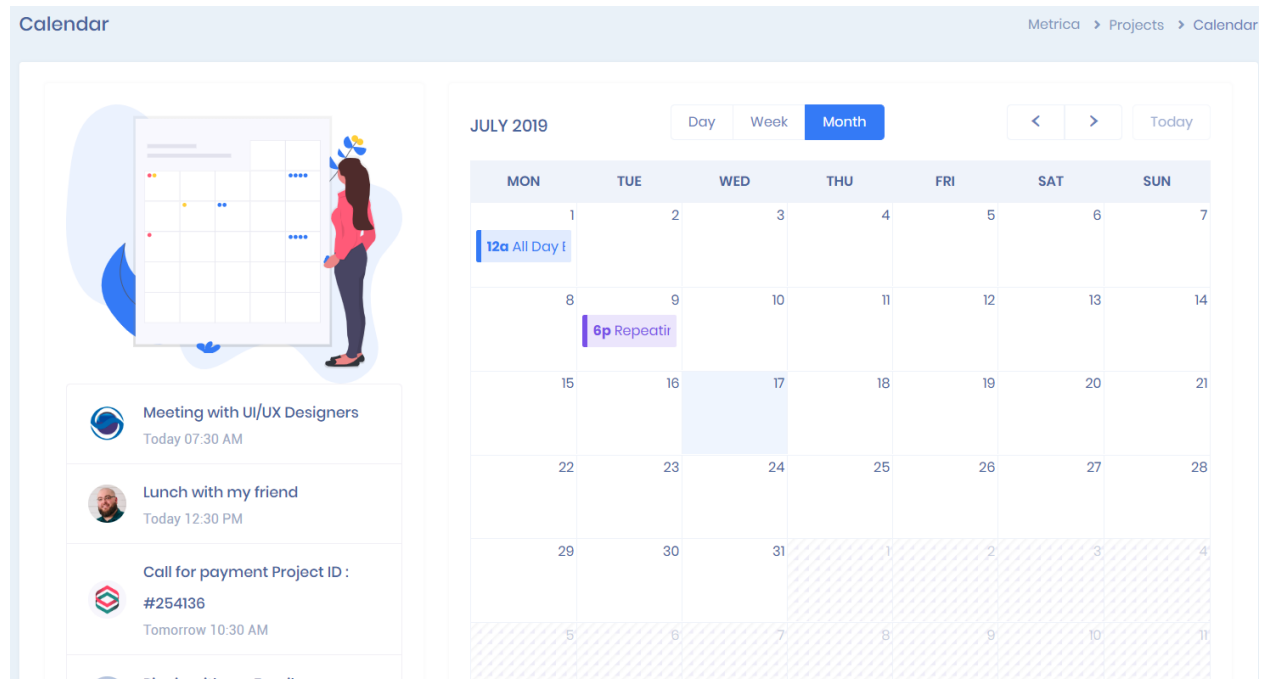 Calendar
Metrica > Projects > Calendar
Meeting with UI/UX Designers
Today 07:30 AM
Lunch with my friend
Today 12:30 PM
Call for payment Project ID :
#254136
Tomorrow 10:30 AM
JULY 2019
Day Week Month
< >
Today
MON TUE WED THU FRI SAT SUN
1 2 3 4 5 6 7
12a All Day
8 9 10 11 12 13 14
6p Repeatin
15 16 17 18 19 20 21
22 23 24 25 26 27 28
29 30 31 1 2 3 4
5 6 7 8 9 10 11